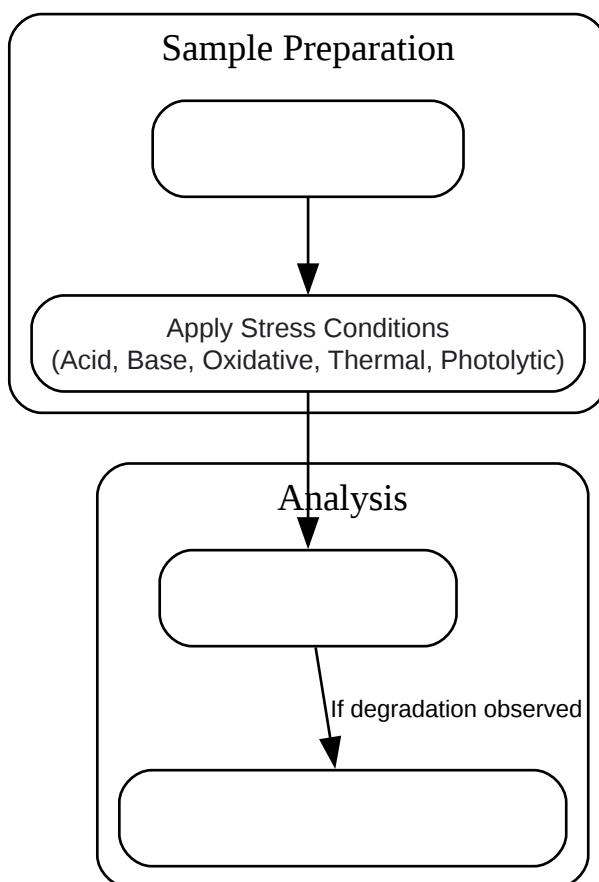 Sample Preparation
Apply Stress Conditions
(Acid, Base, Oxidative, Thermal, Photolytic)
Analysis
If degradation observed